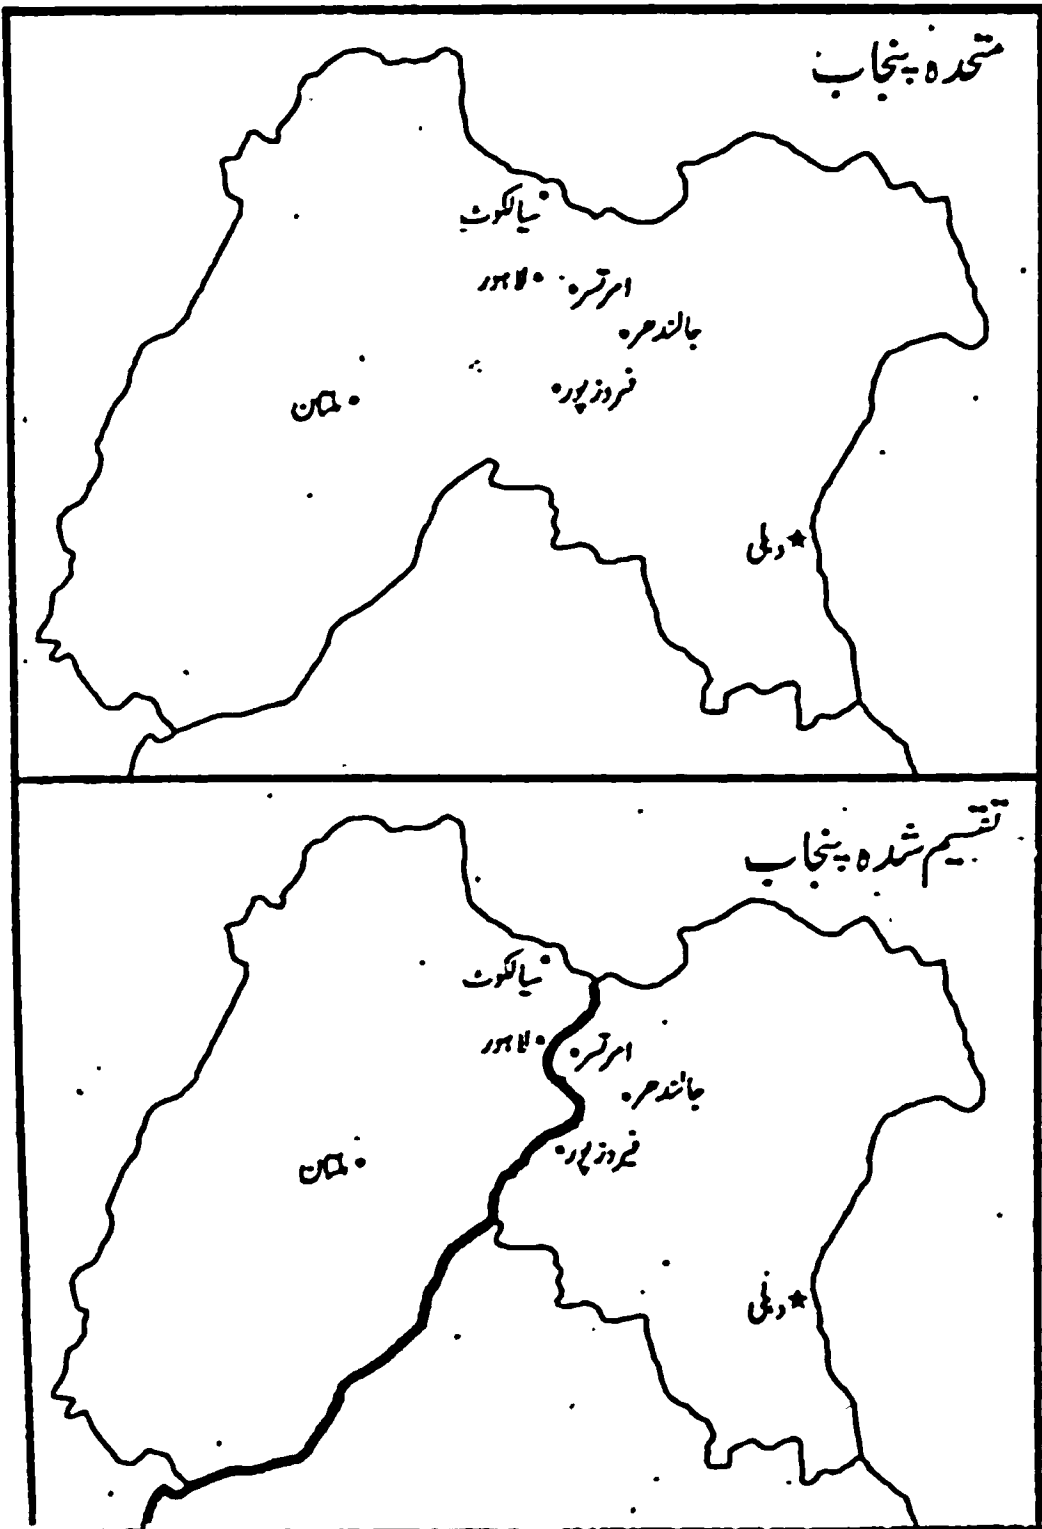 متحدہ پنجاب
سیالکوٹ
لاہور
امرتسر
جالندھر
فیروزپور
ملتان
دہلی
تقسیم شدہ پنجاب
سیالکوٹ
لاہور
امرتسر
جالندھر
فیروزپور
ملتان
دہلی